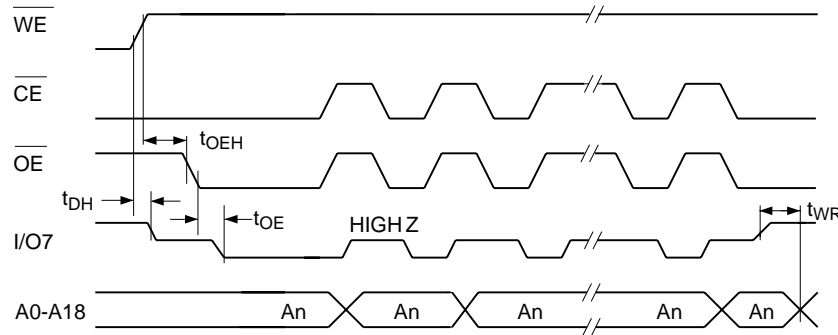 WE
CE
tOEH
OE
tDH
tOE
HIGH Z
tWR
I/O7
A0-A18 An An An An An